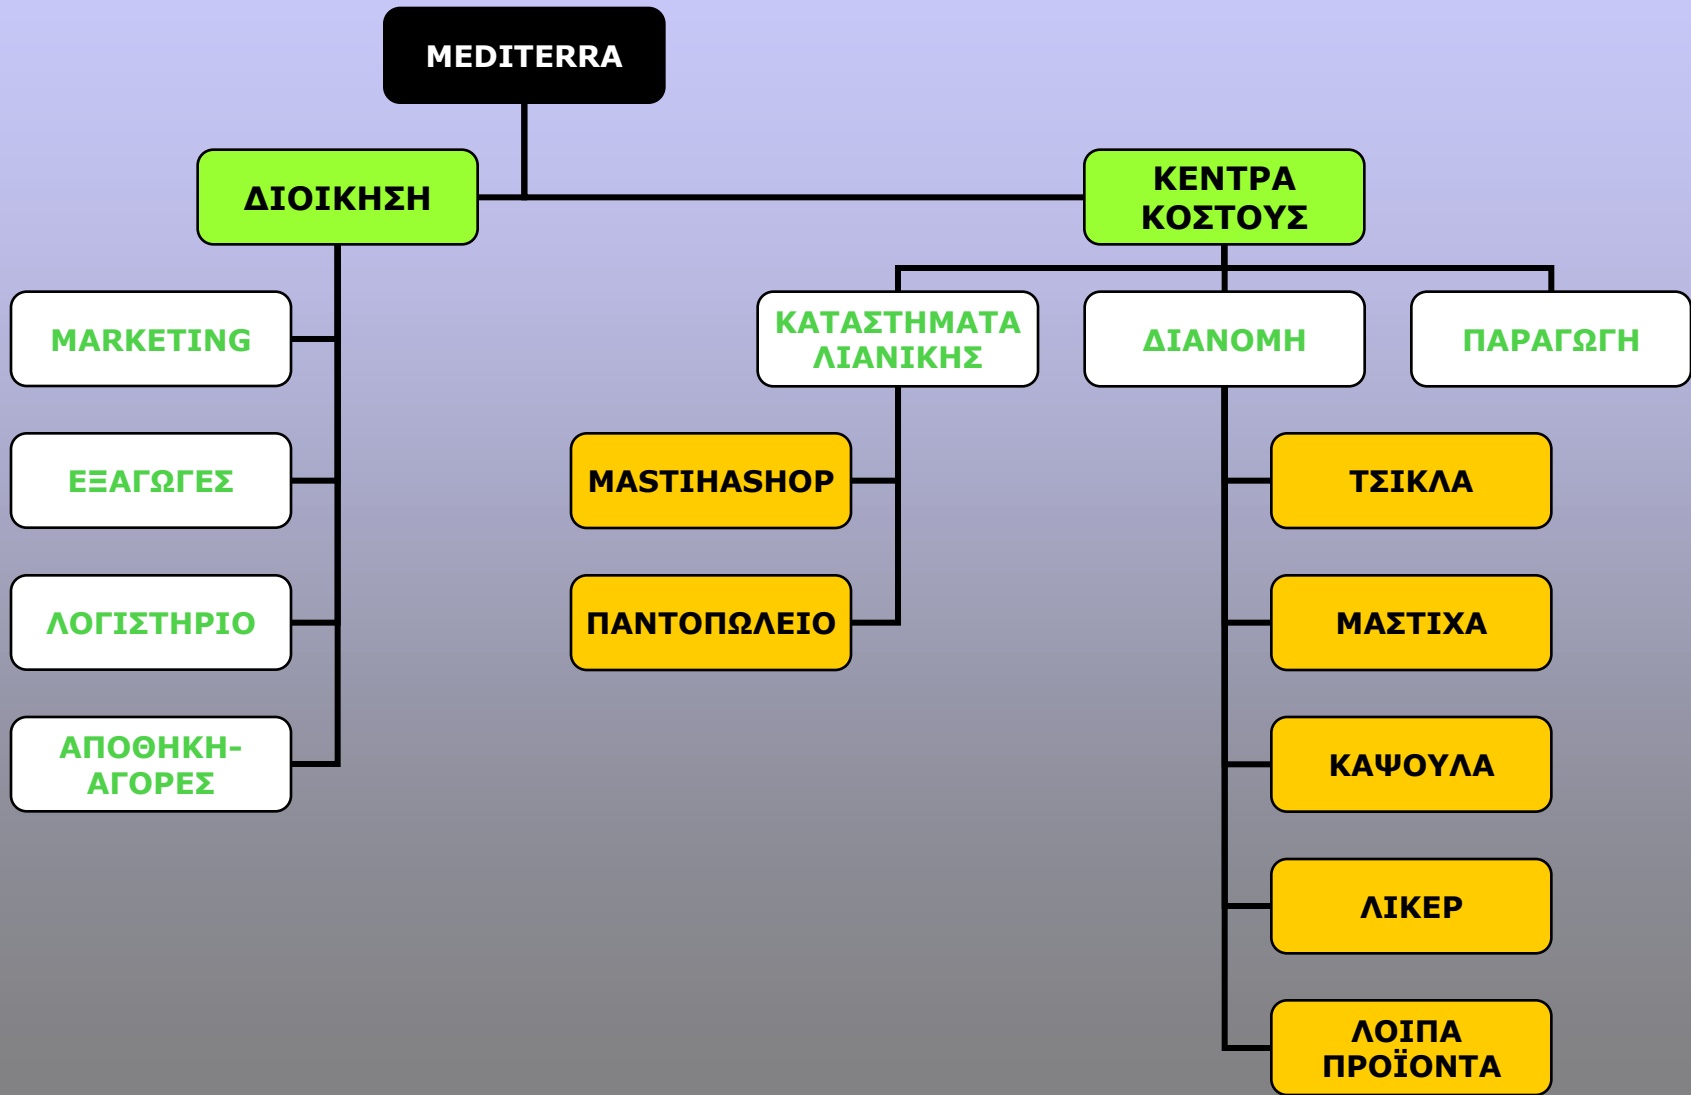 MEDITERRA
ΔΙΟΙΚΗΣΗ
ΚΕΝΤΡΑ
ΚΟΣΤΟΥΣ
MARKETING
ΕΞΑΓΩΓΕΣ
ΛΟΓΙΣΤΗΡΙΟ
ΑΠΟΘΗΚΗ-
ΑΓΟΡΕΣ
ΚΑΤΑΣΤΗΜΑΤΑ
ΛΙΑΝΙΚΗΣ
MASTIHASHOP
ΠΑΝΤΟΠΩΛΕΙΟ
ΔΙΑΝΟΜΗ
ΤΣΙΚΛΑ
ΜΑΣΤΙΧΑ
ΚΑΨΟΥΛΑ
ΛΙΚΕΡ
ΛΟΙΠΑ
ΠΡΟΪΟΝΤΑ
ΠΑΡΑΓΩΓΗ